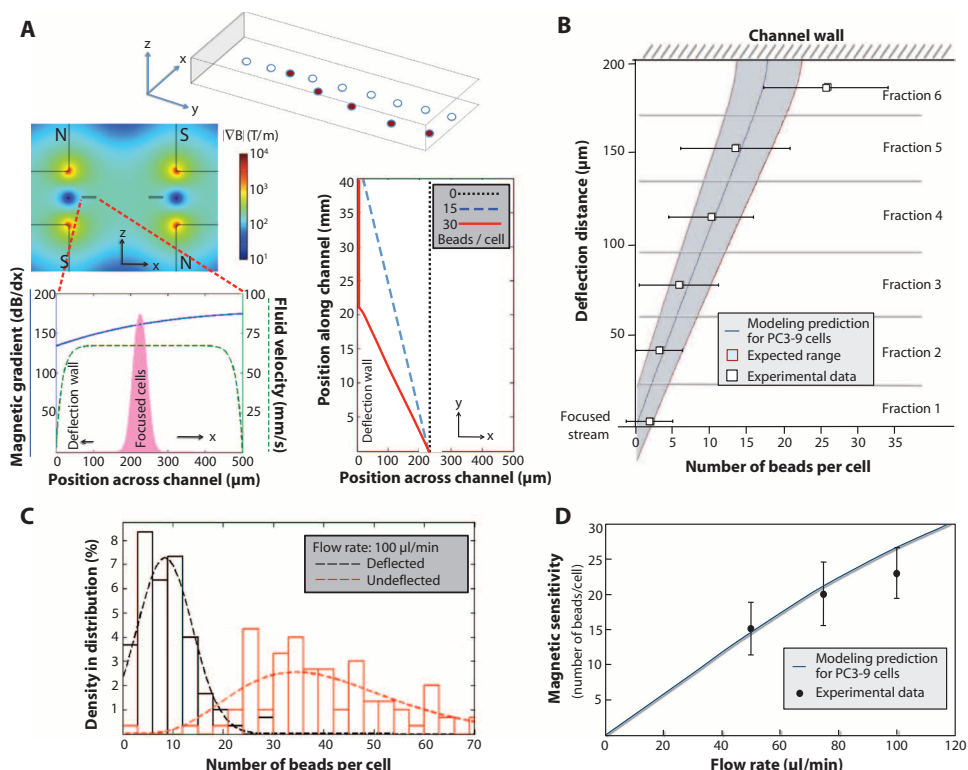 A
z
x
y
N
S
S
N
z
x
|∇B| (T/m)
10⁴
10³
10²
10¹
Magnetic gradient (dB/dx)
200
150
100
50
Deflection wall
Focused cells
x
100
75
50
25
Fluid velocity (mm/s)
0 100 200 300 400 500
Position across channel (µm)
Position along channel (mm)
40
35
30
25
20
15
10
5
0
0
15
30
Beads / cell
Deflection wall
y
x
0 100 200 300 400 500
Position across channel (µm)
B
Channel wall
Deflection distance (µm)
200
150
100
50
Fraction 6
Fraction 5
Fraction 4
Fraction 3
Fraction 2
Fraction 1
Modeling prediction
for PC3-9 cells
Expected range
Experimental data
Focused
stream
0 5 10 15 20 25 30 35
Number of beads per cell
C
Density in distribution (%)
8
7
6
5
4
3
2
1
Flow rate: 100 µl/min
Deflected
Undeflected
0 10 20 30 40 50 60 70
Number of beads per cell
D
Magnetic sensitivity
(number of beads/cell)
30
25
20
15
10
5
Modeling prediction
for PC3-9 cells
Experimental data
0 20 40 60 80 100 120
Flow rate (µl/min)